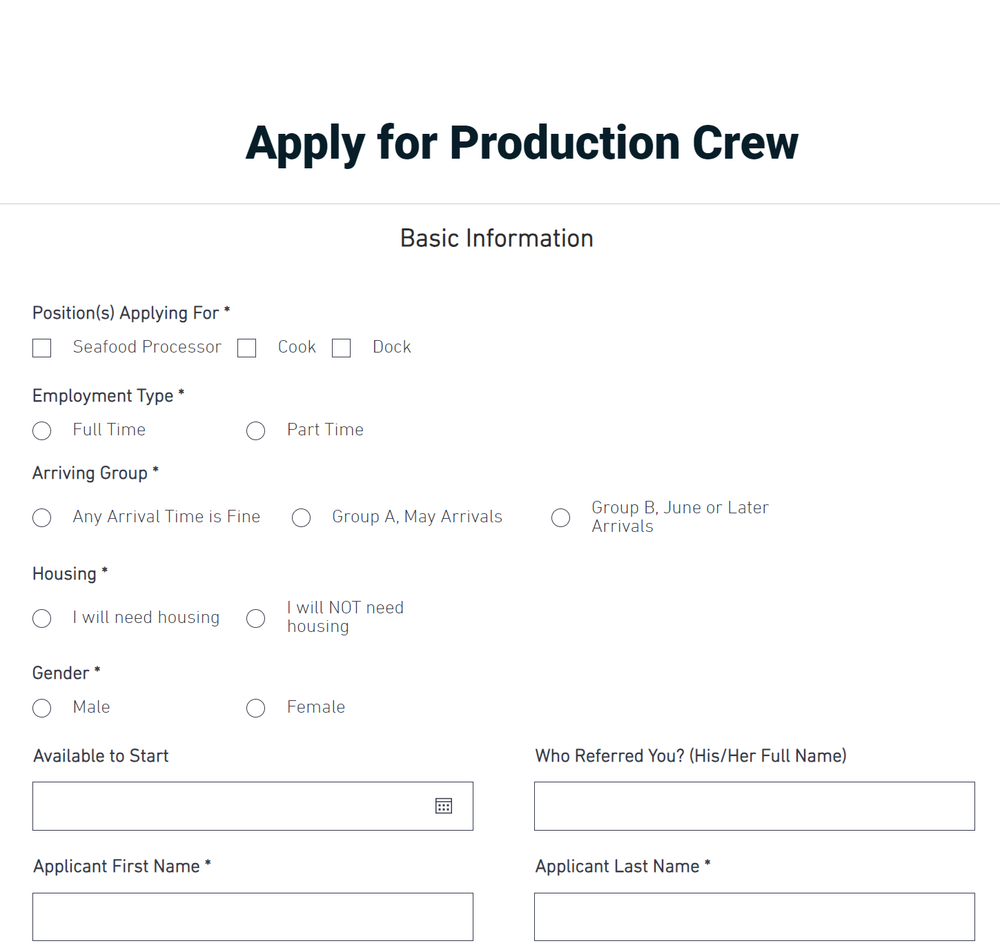 Apply for Production Crew
Basic Information
Position(s) Applying For *
Seafood Processor Cook Dock
Employment Type *
Full Time Part Time
Arriving Group *
Any Arrival Time is Fine Group A, May Arrivals Group B, June or Later
Arrivals
Housing *
I will need housing I will NOT need
housing
Gender *
Male Female
Available to Start Who Referred You? (His/Her Full Name)
Applicant First Name * Applicant Last Name *